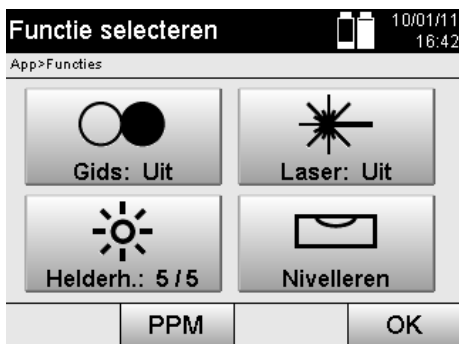 Functie selecteren
10/01/11
16:42
App>Functies
Gids: Uit
Laser: Uit
Helderh.: 5/5
Nivelleren
PPM
OK